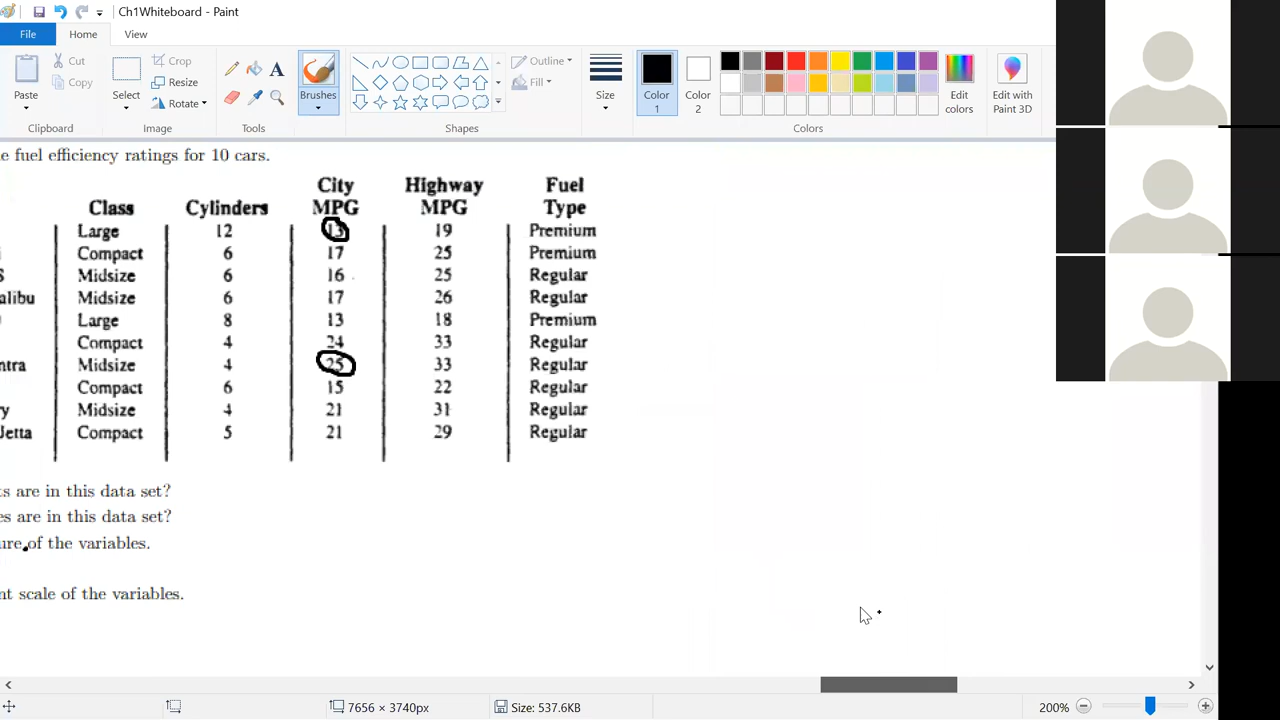 Ch1Whiteboard - Paint
File Home View
Paste Cut Copy Select Crop Resize Rotate Brushes Outline Fill Size Color 1 Color 2 Edit colors Edit with Paint 3D
Clipboard Image Tools Shapes Colors
e fuel efficiency ratings for 10 cars.
City Highway Fuel
Class Cylinders MPG MPG Type
Large 12 13 19 Premium
Compact 6 17 25 Premium
S Midsize 6 16 25 Regular
alibu Midsize 6 17 26 Regular
Large 8 13 18 Premium
Compact 4 24 33 Regular
ntra Midsize 4 25 33 Regular
Compact 6 15 22 Regular
ry Midsize 4 21 31 Regular
Jetta Compact 5 21 29 Regular
ts are in this data set?
es are in this data set?
ure of the variables.
nt scale of the variables.
7656 × 3740px Size: 537.6KB 200%